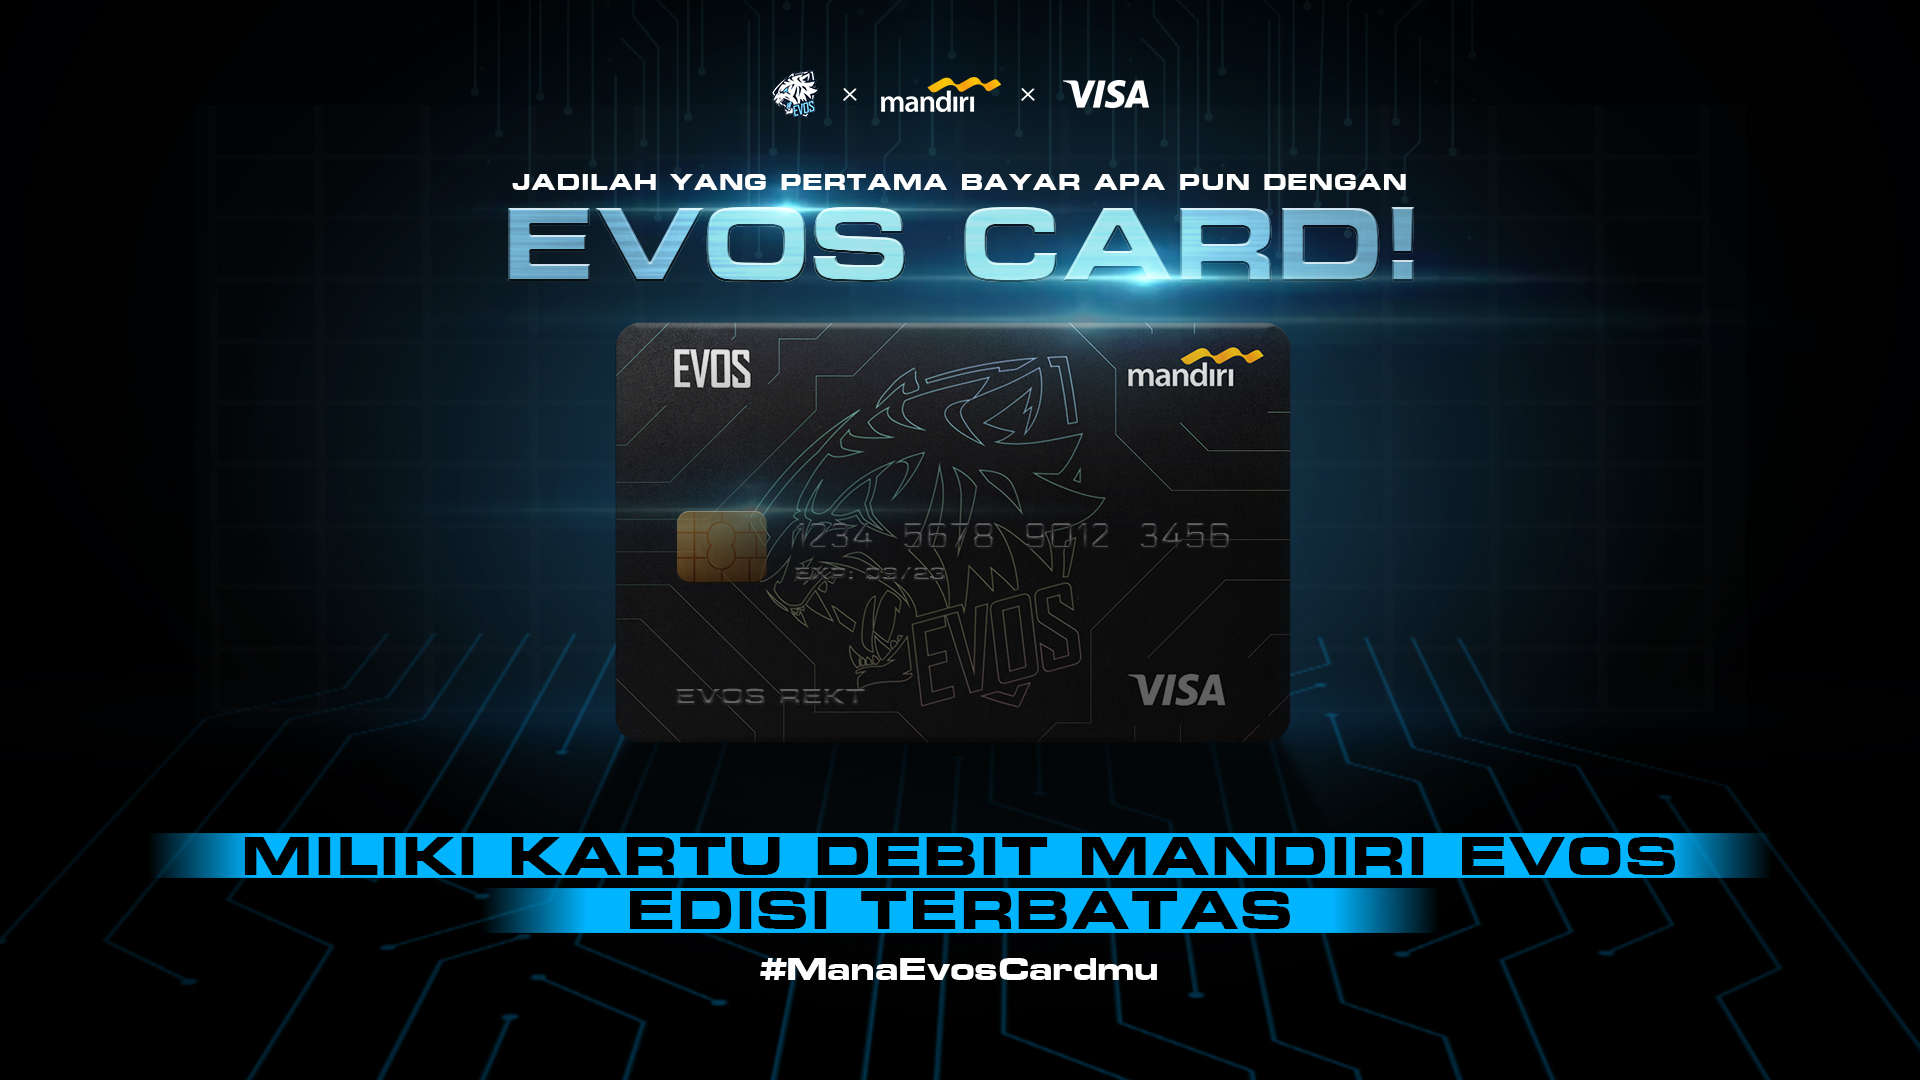 EVOS × mandiri × VISA
JADILAH YANG PERTAMA BAYAR APA PUN DENGAN
EVOS CARD!
EVOS mandiri
1234 5678 9012 3456
EXP: 09/23
EVOS
EVOS REKT VISA
MILIKI KARTU DEBIT MANDIRI EVOS
EDISI TERBATAS
#ManaEvosCardmu